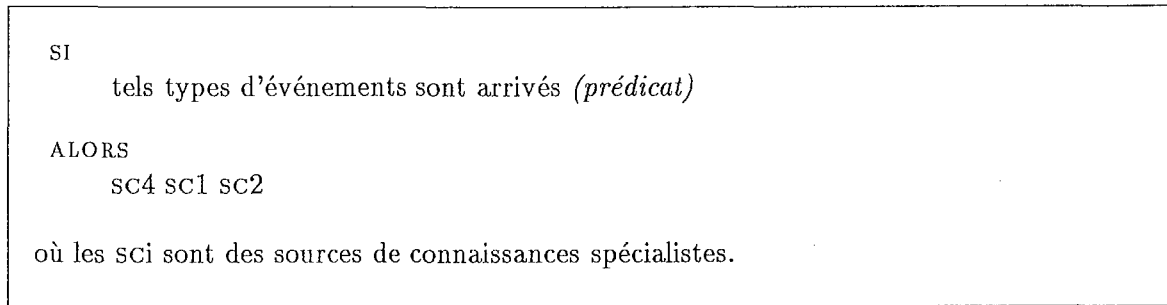 SI
tels types d'événements sont arrivés (prédicat)
ALORS
SC4 SC1 SC2
où les SCi sont des sources de connaissances spécialistes.